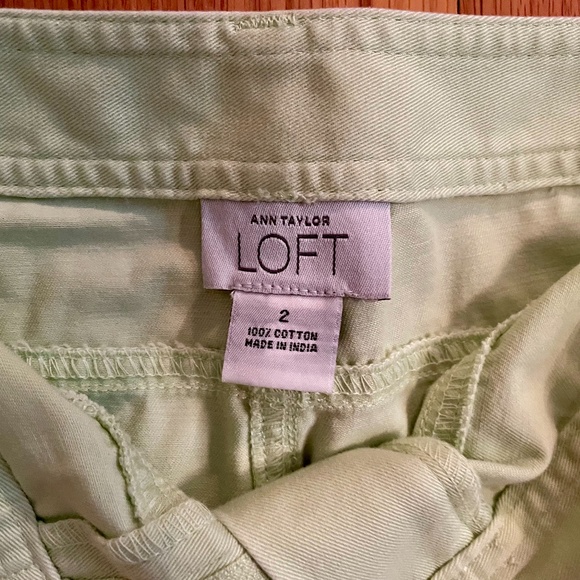 ANN TAYLOR
LOFT
2
100% COTTON
MADE IN INDIA